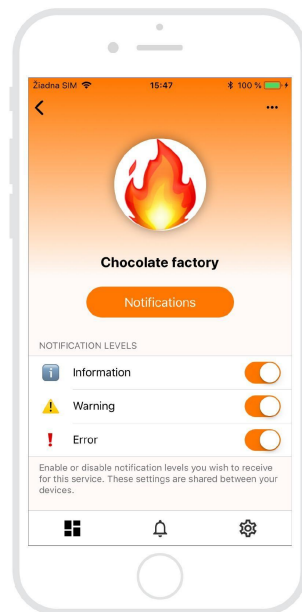 Žiadna SIM 15:47 100 %
Chocolate factory
Notifications
NOTIFICATION LEVELS
Information
Warning
Error
Enable or disable notification levels you wish to receive
for this service. These settings are shared between your
devices.